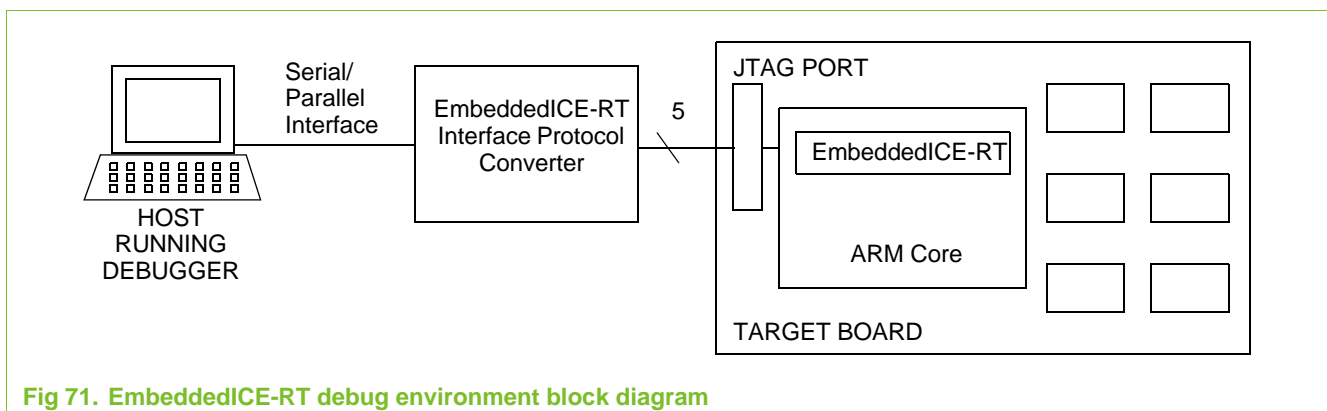 Serial/
Parallel
Interface
HOST
RUNNING
DEBUGGER
EmbeddedICE-RT
Interface Protocol
Converter
5
JTAG PORT
EmbeddedICE-RT
ARM Core
TARGET BOARD
Fig 71. EmbeddedICE-RT debug environment block diagram